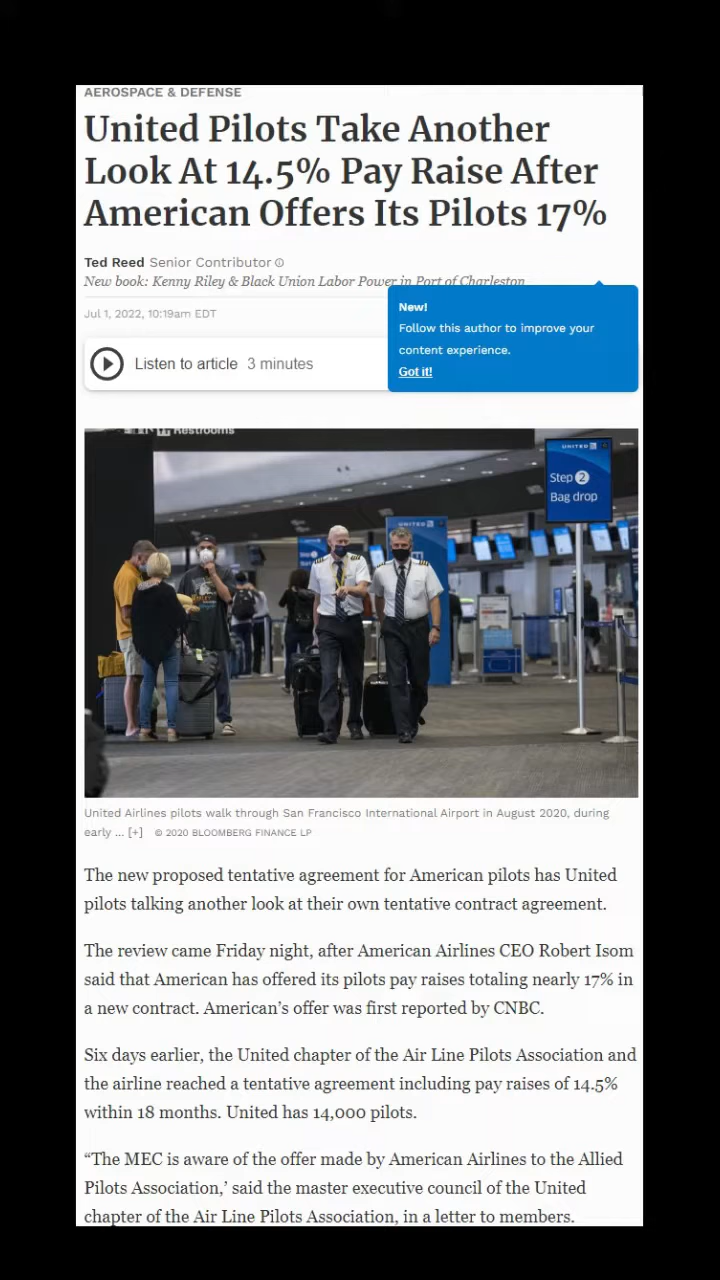 AEROSPACE & DEFENSE
United Pilots Take Another
Look At 14.5% Pay Raise After
American Offers Its Pilots 17%
Ted Reed Senior Contributor
New book: Kenny Riley & Black Union Labor Power in Port of Charleston
Jul 1, 2022, 10:19am EDT
New!
Follow this author to improve your
content experience.
Got it!
Listen to article 3 minutes
Restrooms
UNITED
Step 2
Bag drop
UNITED
United Airlines pilots walk through San Francisco International Airport in August 2020, during
early ... [+] © 2020 BLOOMBERG FINANCE LP
The new proposed tentative agreement for American pilots has United
pilots talking another look at their own tentative contract agreement.
The review came Friday night, after American Airlines CEO Robert Isom
said that American has offered its pilots pay raises totaling nearly 17% in
a new contract. American’s offer was first reported by CNBC.
Six days earlier, the United chapter of the Air Line Pilots Association and
the airline reached a tentative agreement including pay raises of 14.5%
within 18 months. United has 14,000 pilots.
“The MEC is aware of the offer made by American Airlines to the Allied
Pilots Association,’ said the master executive council of the United
chapter of the Air Line Pilots Association, in a letter to members.